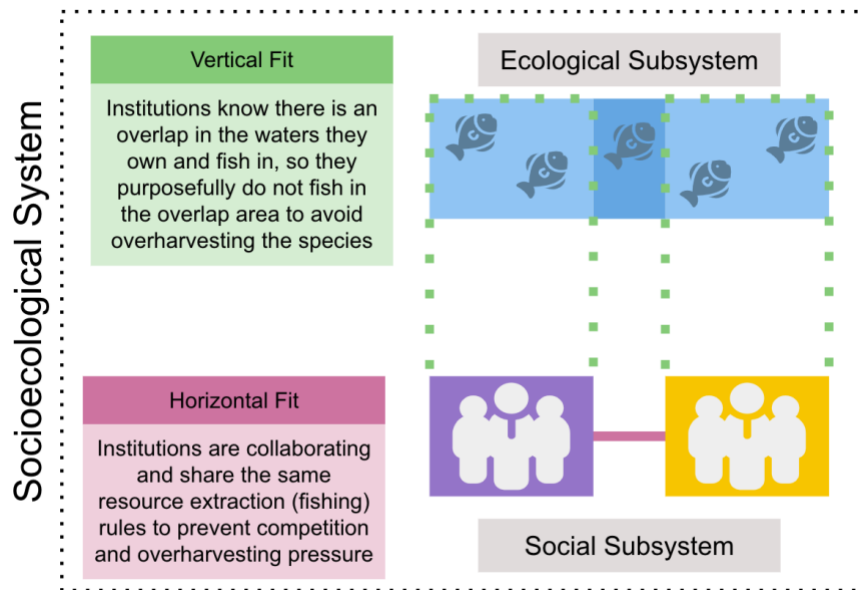 Socioecological System
Vertical Fit
Institutions know there is an
overlap in the waters they
own and fish in, so they
purposefully do not fish in
the overlap area to avoid
overharvesting the species
Ecological Subsystem
Horizontal Fit
Institutions are collaborating
and share the same
resource extraction (fishing)
rules to prevent competition
and overharvesting pressure
Social Subsystem